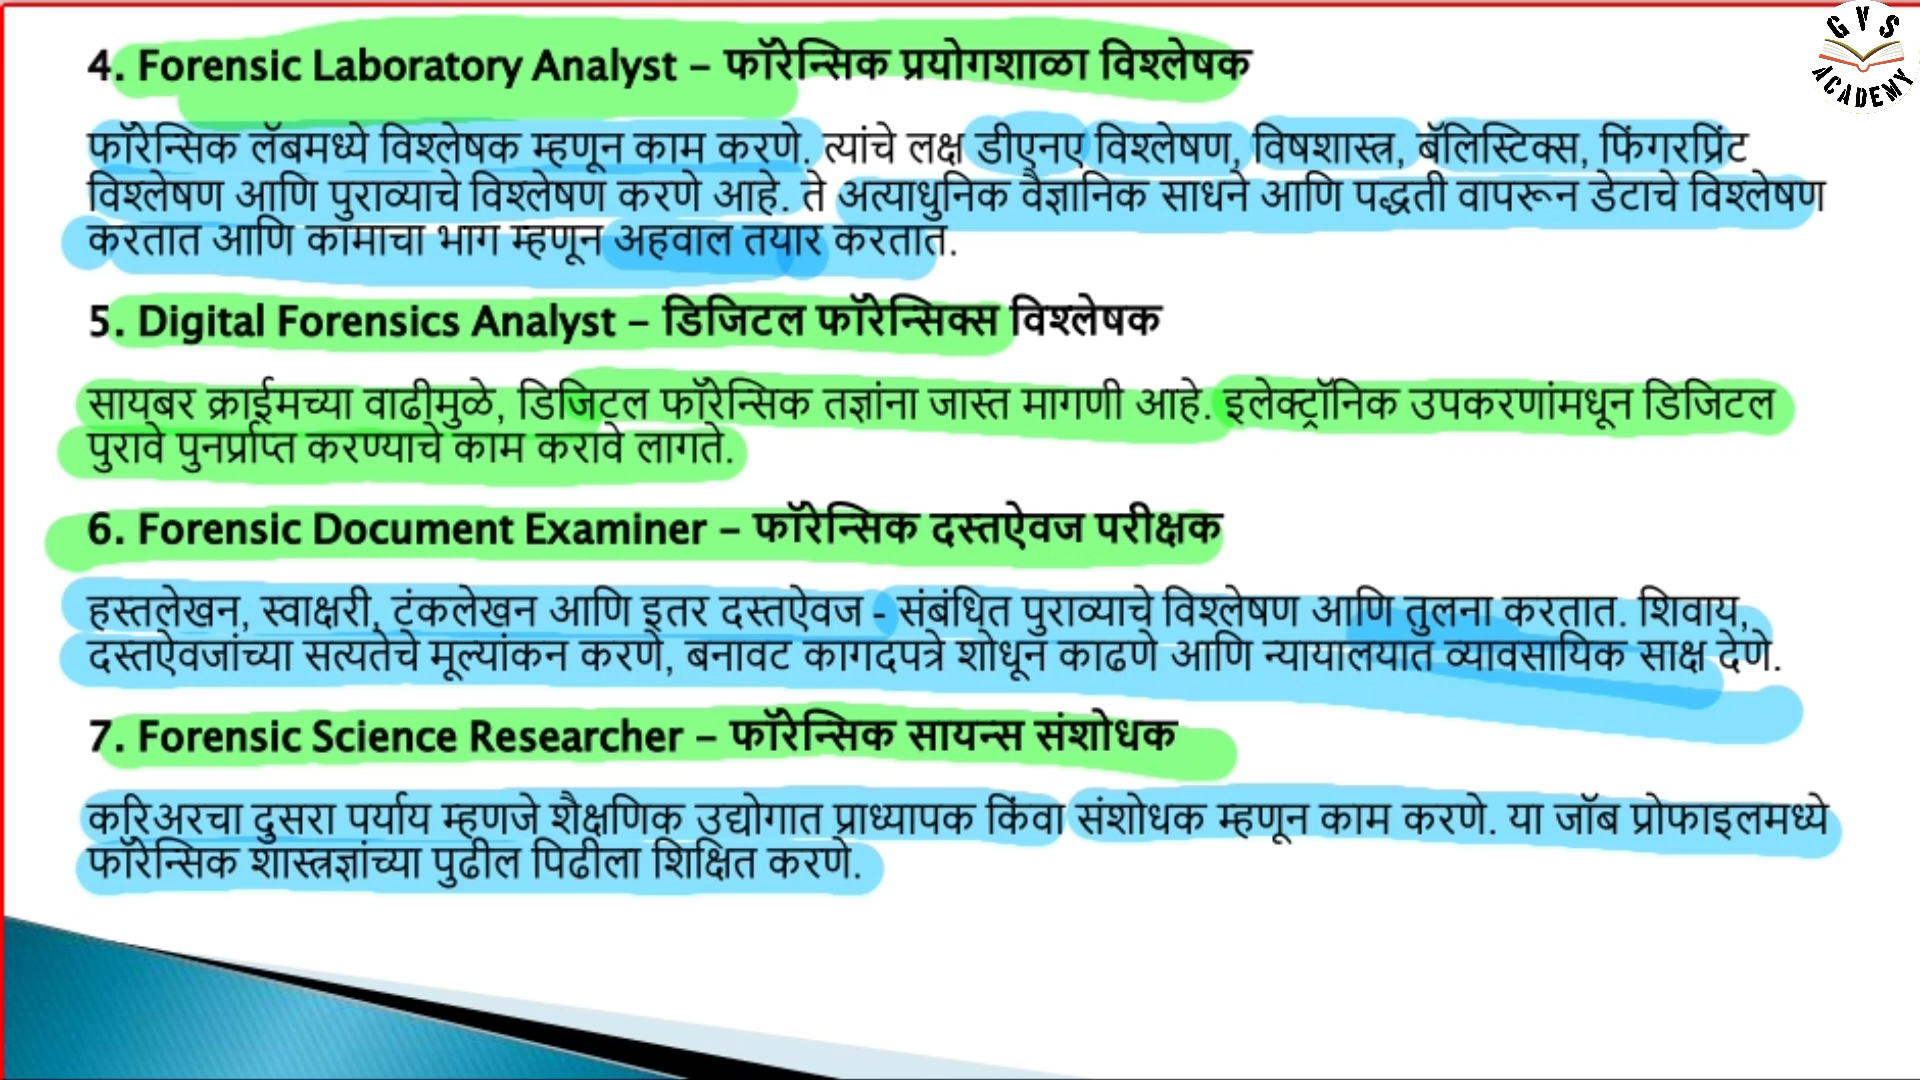 GVS ACADEMY
4. Forensic Laboratory Analyst – फॉरेन्सिक प्रयोगशाळा विश्लेषक
फॉरेन्सिक लॅबमध्ये विश्लेषक म्हणून काम करणे. त्यांचे लक्ष डीएनए विश्लेषण, विषशास्त्र, बॅलिस्टिक्स, फिंगरप्रिंट
विश्लेषण आणि पुराव्याचे विश्लेषण करणे आहे. ते अत्याधुनिक वैज्ञानिक साधने आणि पद्धती वापरून डेटाचे विश्लेषण
करतात आणि कामाचा भाग म्हणून अहवाल तयार करतात.
5. Digital Forensics Analyst – डिजिटल फॉरेन्सिक्स विश्लेषक
सायबर क्राईमच्या वाढीमुळे, डिजिटल फॉरेन्सिक तज्ञांना जास्त मागणी आहे. इलेक्ट्रॉनिक उपकरणांमधून डिजिटल
पुरावे पुनर्प्राप्त करण्याचे काम करावे लागते.
6. Forensic Document Examiner – फॉरेन्सिक दस्तऐवज परीक्षक
हस्तलेखन, स्वाक्षरी, टंकलेखन आणि इतर दस्तऐवज - संबंधित पुराव्याचे विश्लेषण आणि तुलना करतात. शिवाय,
दस्तऐवजांच्या सत्यतेचे मूल्यांकन करणे, बनावट कागदपत्रे शोधून काढणे आणि न्यायालयात व्यावसायिक साक्ष देणे.
7. Forensic Science Researcher – फॉरेन्सिक सायन्स संशोधक
करिअरचा दुसरा पर्याय म्हणजे शैक्षणिक उद्योगात प्राध्यापक किंवा संशोधक म्हणून काम करणे. या जॉब प्रोफाइलमध्ये
फॉरेन्सिक शास्त्रज्ञांच्या पुढील पिढीला शिक्षित करणे.